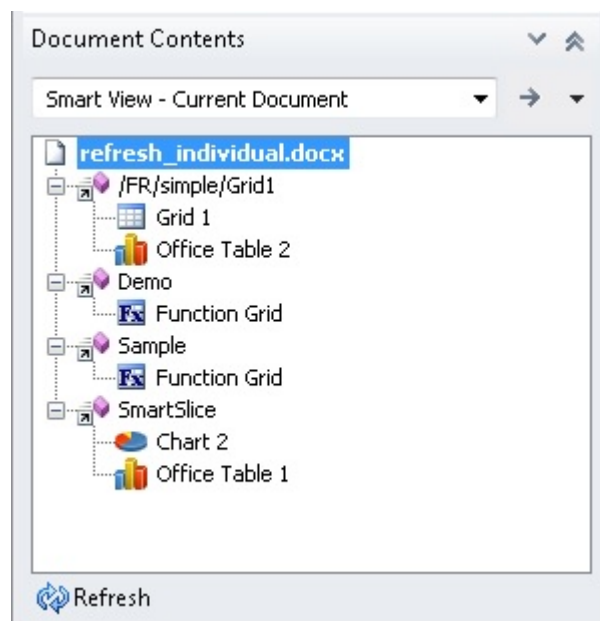 Document Contents
Smart View - Current Document
refresh_individual.docx
/FR/simple/Grid1
Grid 1
Office Table 2
Demo
Fx Function Grid
Sample
Fx Function Grid
SmartSlice
Chart 2
Office Table 1
Refresh